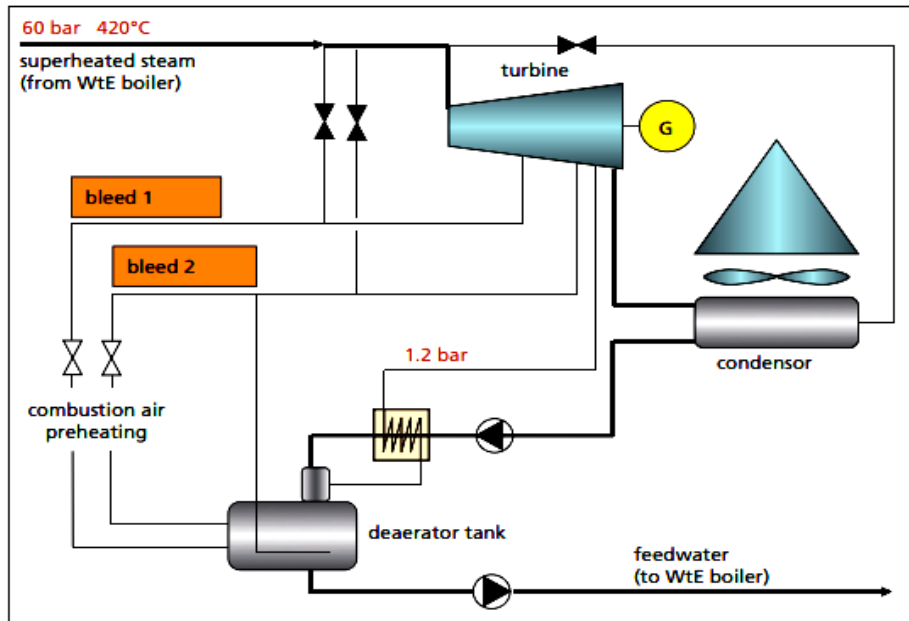 60 bar 420°C
superheated steam
(from WtE boiler)
turbine
G
bleed 1
bleed 2
1.2 bar
condensor
combustion air
preheating
deaerator tank
feedwater
(to WtE boiler)